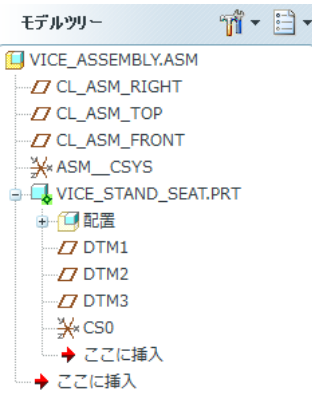 モデルツリー
VICE_ASSEMBLY.ASM
CL_ASM_RIGHT
CL_ASM_TOP
CL_ASM_FRONT
ASM__CSYS
VICE_STAND_SEAT.PRT
配置
DTM1
DTM2
DTM3
CS0
ここに挿入
ここに挿入